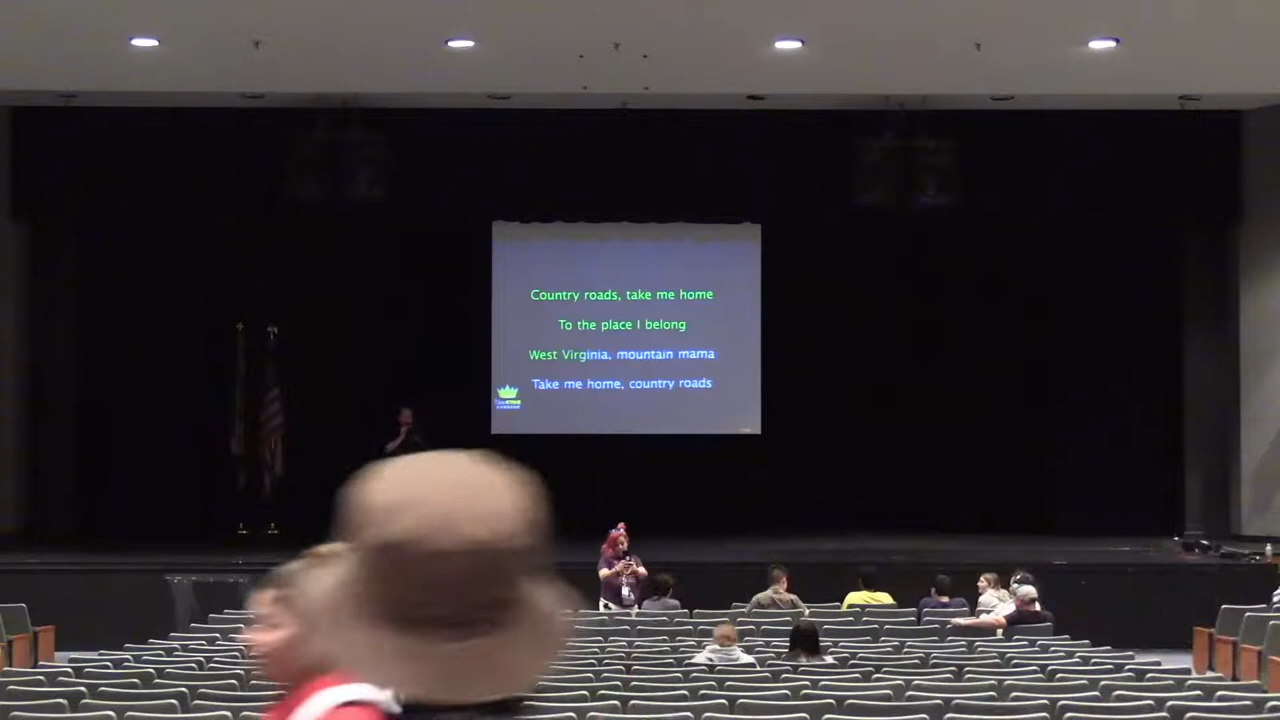 Country roads, take me home
To the place I belong
West Virginia, mountain mama
Take me home, country roads